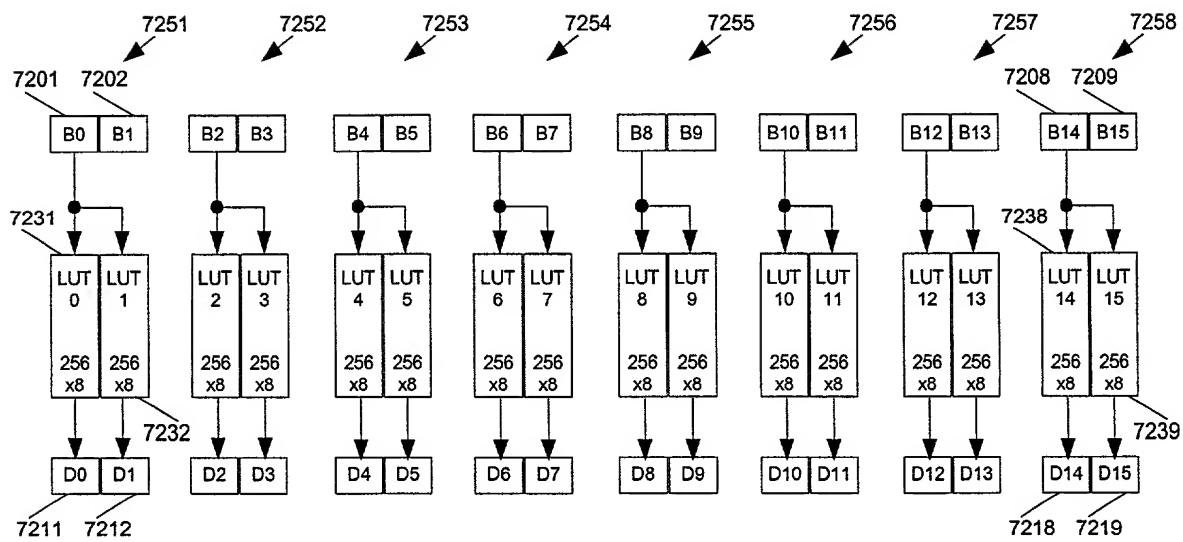 7251 7252 7253 7254 7255 7256 7257 7258
7201 7202 7208 7209
B0 B1 B2 B3 B4 B5 B6 B7 B8 B9 B10 B11 B12 B13 B14 B15
7231 7238
LUT LUT LUT LUT LUT LUT LUT LUT LUT LUT LUT LUT LUT LUT LUT LUT
0 1 2 3 4 5 6 7 8 9 10 11 12 13 14 15
256 256 256 256 256 256 256 256 256 256 256 256 256 256 256 256
x8 x8 x8 x8 x8 x8 x8 x8 x8 x8 x8 x8 x8 x8 x8 x8
7232 7239
D0 D1 D2 D3 D4 D5 D6 D7 D8 D9 D10 D11 D12 D13 D14 D15
7211 7212 7218 7219